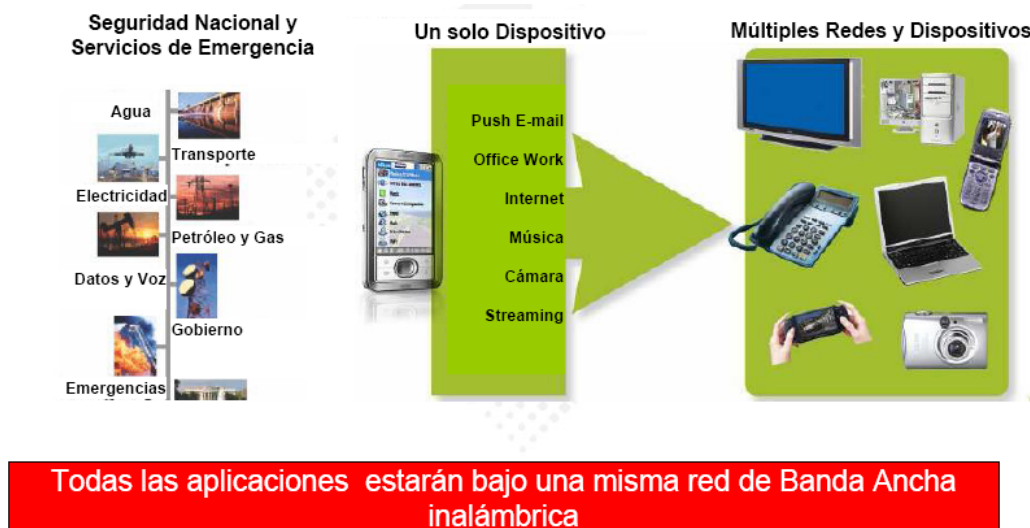 Seguridad Nacional y
Servicios de Emergencia
Agua
Transporte
Electricidad
Petróleo y Gas
Datos y Voz
Gobierno
Emergencias
Un solo Dispositivo
Push E-mail
Office Work
Internet
Música
Cámara
Streaming
Múltiples Redes y Dispositivos
Todas las aplicaciones estarán bajo una misma red de Banda Ancha
inalámbrica